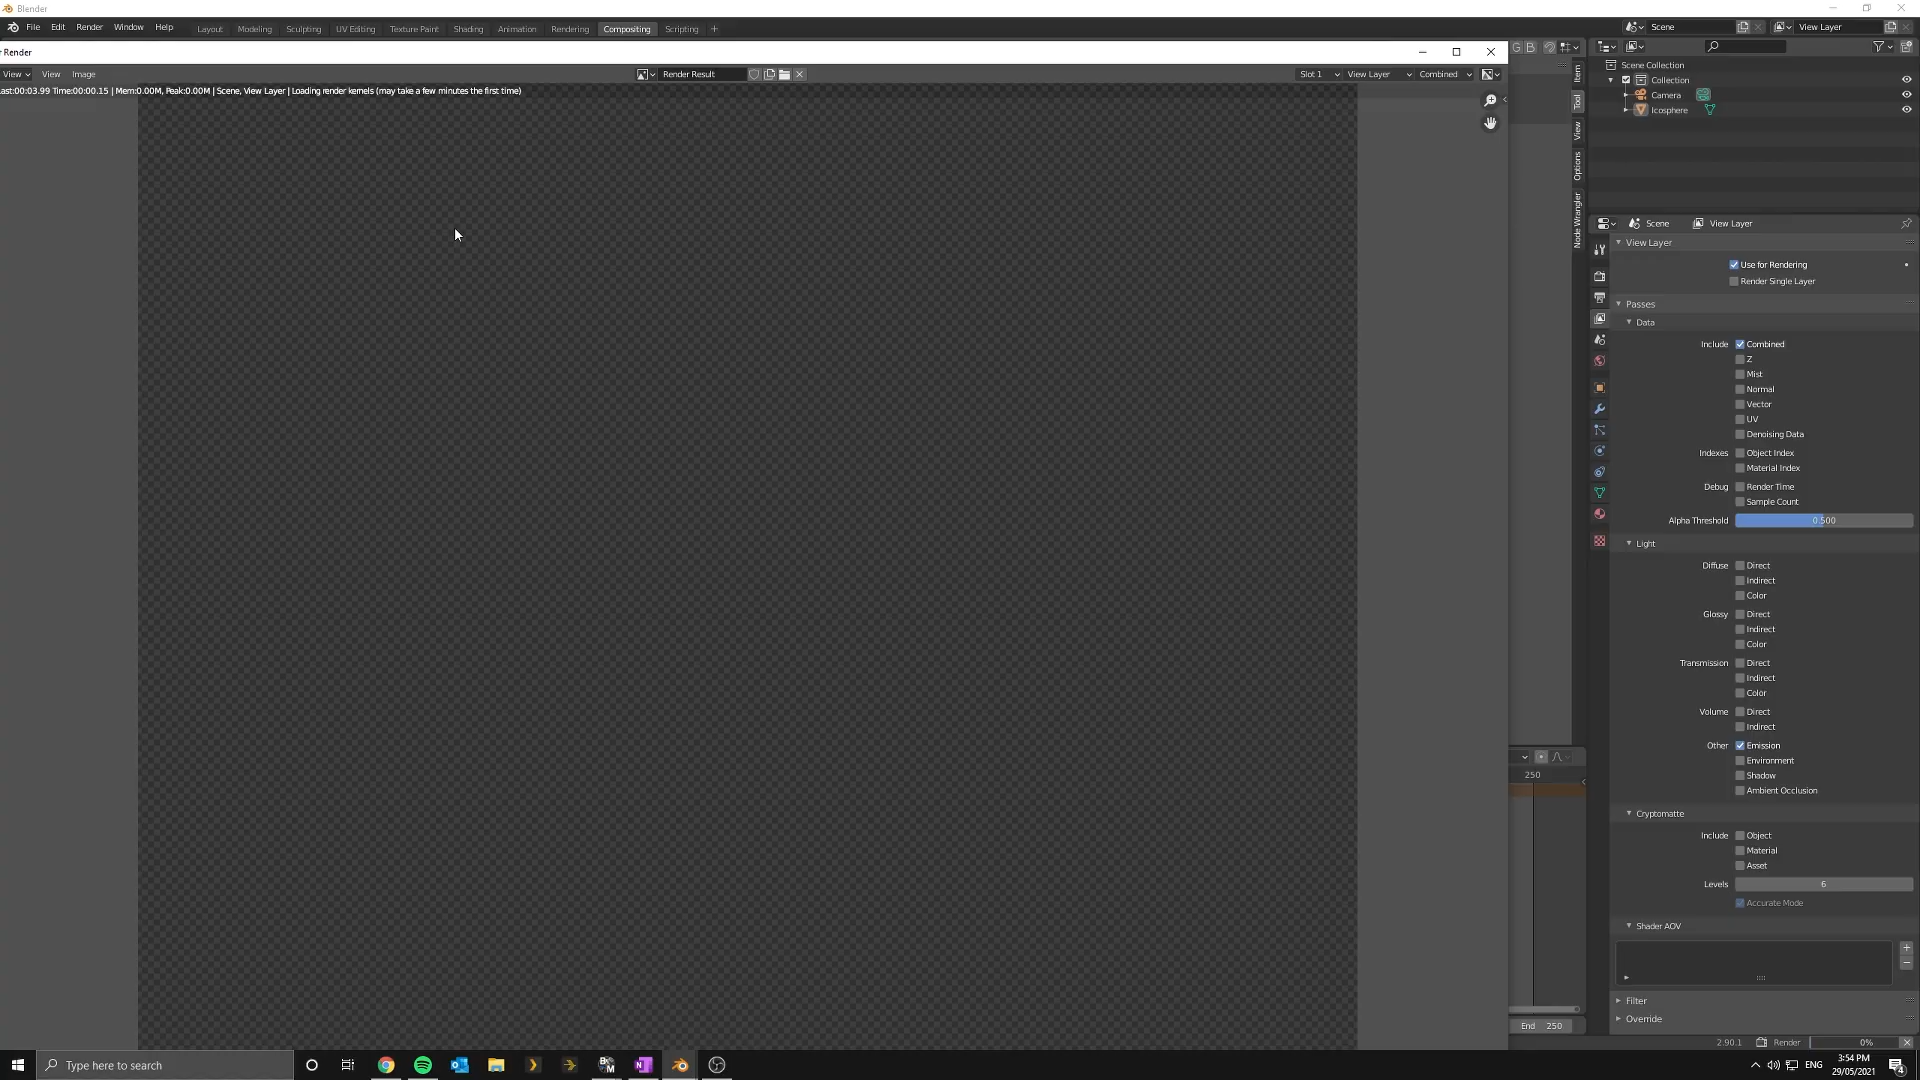 Blender
File Edit Render Window Help Layout Modeling Sculpting UV Editing Texture Paint Shading Animation Rendering Compositing Scripting Scene View Layer
Render
View View Image Render Result Slot 1 View Layer Combined
Last:00:03.99 Time:00:00.15 | Mem:0.00M, Peak:0.00M | Scene, View Layer | Loading render kernels (may take a few minutes the first time)
Item
Tool
View
Options
Node Wrangler
Scene Collection
Collection
Camera
Icosphere
Scene View Layer
View Layer
Use for Rendering
Render Single Layer
Passes
Data
Include Combined
Z
Mist
Normal
Vector
UV
Denoising Data
Indexes Object Index
Material Index
Debug Render Time
Sample Count
Alpha Threshold 0.500
Light
Diffuse Direct
Indirect
Color
Glossy Direct
Indirect
Color
Transmission Direct
Indirect
Color
Volume Direct
Indirect
Other Emission
Environment
Shadow
Ambient Occlusion
250
Cryptomatte
Include Object
Material
Asset
Levels 6
Accurate Mode
Shader AOV
Filter
Override
End 250
2.90.1 Render 0%
Type here to search
ENG
3:54 PM
29/05/2021
4